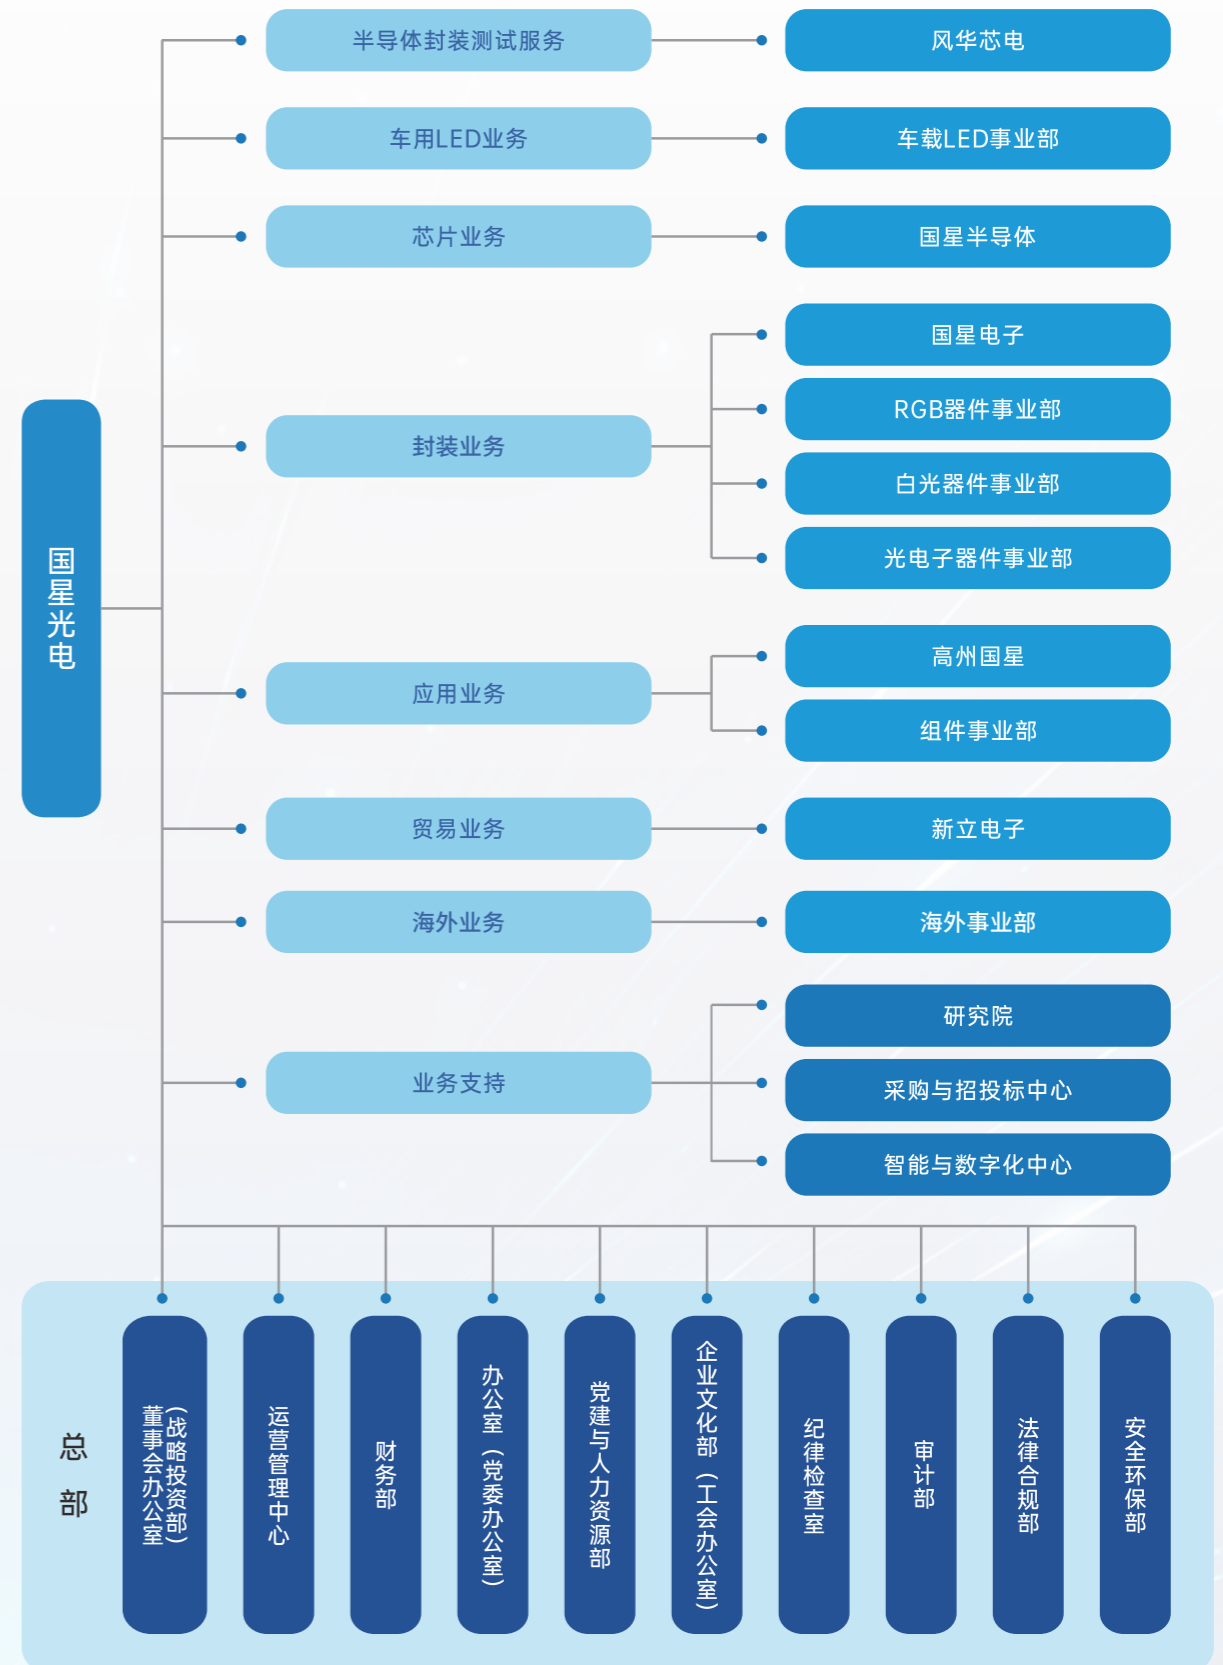 国星光电
半导体封装测试服务
风华芯电
车用LED业务
车载LED事业部
芯片业务
国星半导体
封装业务
国星电子
RGB器件事业部
白光器件事业部
光电子器件事业部
应用业务
高州国星
组件事业部
贸易业务
新立电子
海外业务
海外事业部
业务支持
研究院
采购与招投标中心
智能与数字化中心
总部
董事会办公室
（战略投资部）
运营管理中心
财务部
办公室（党委办公室）
党建与人力资源部
企业文化部（工会办公室）
纪律检查室
审计部
法律合规部
安全环保部